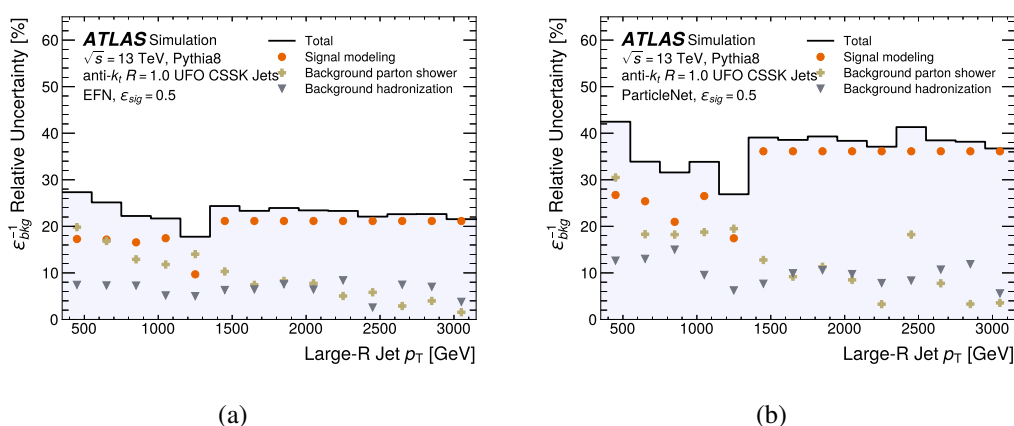 ATLAS Simulation
√s = 13 TeV, Pythia8
anti-kt R = 1.0 UFO CSSK Jets
EFN, εsig = 0.5
Total
Signal modeling
Background parton shower
Background hadronization
ε−1bkg Relative Uncertainty [%]
60
50
40
30
20
10
0
500 1000 1500 2000 2500 3000
Large-R Jet pT [GeV]
(a)
ATLAS Simulation
√s = 13 TeV, Pythia8
anti-kt R = 1.0 UFO CSSK Jets
ParticleNet, εsig = 0.5
Total
Signal modeling
Background parton shower
Background hadronization
ε−1bkg Relative Uncertainty [%]
60
50
40
30
20
10
0
500 1000 1500 2000 2500 3000
Large-R Jet pT [GeV]
(b)